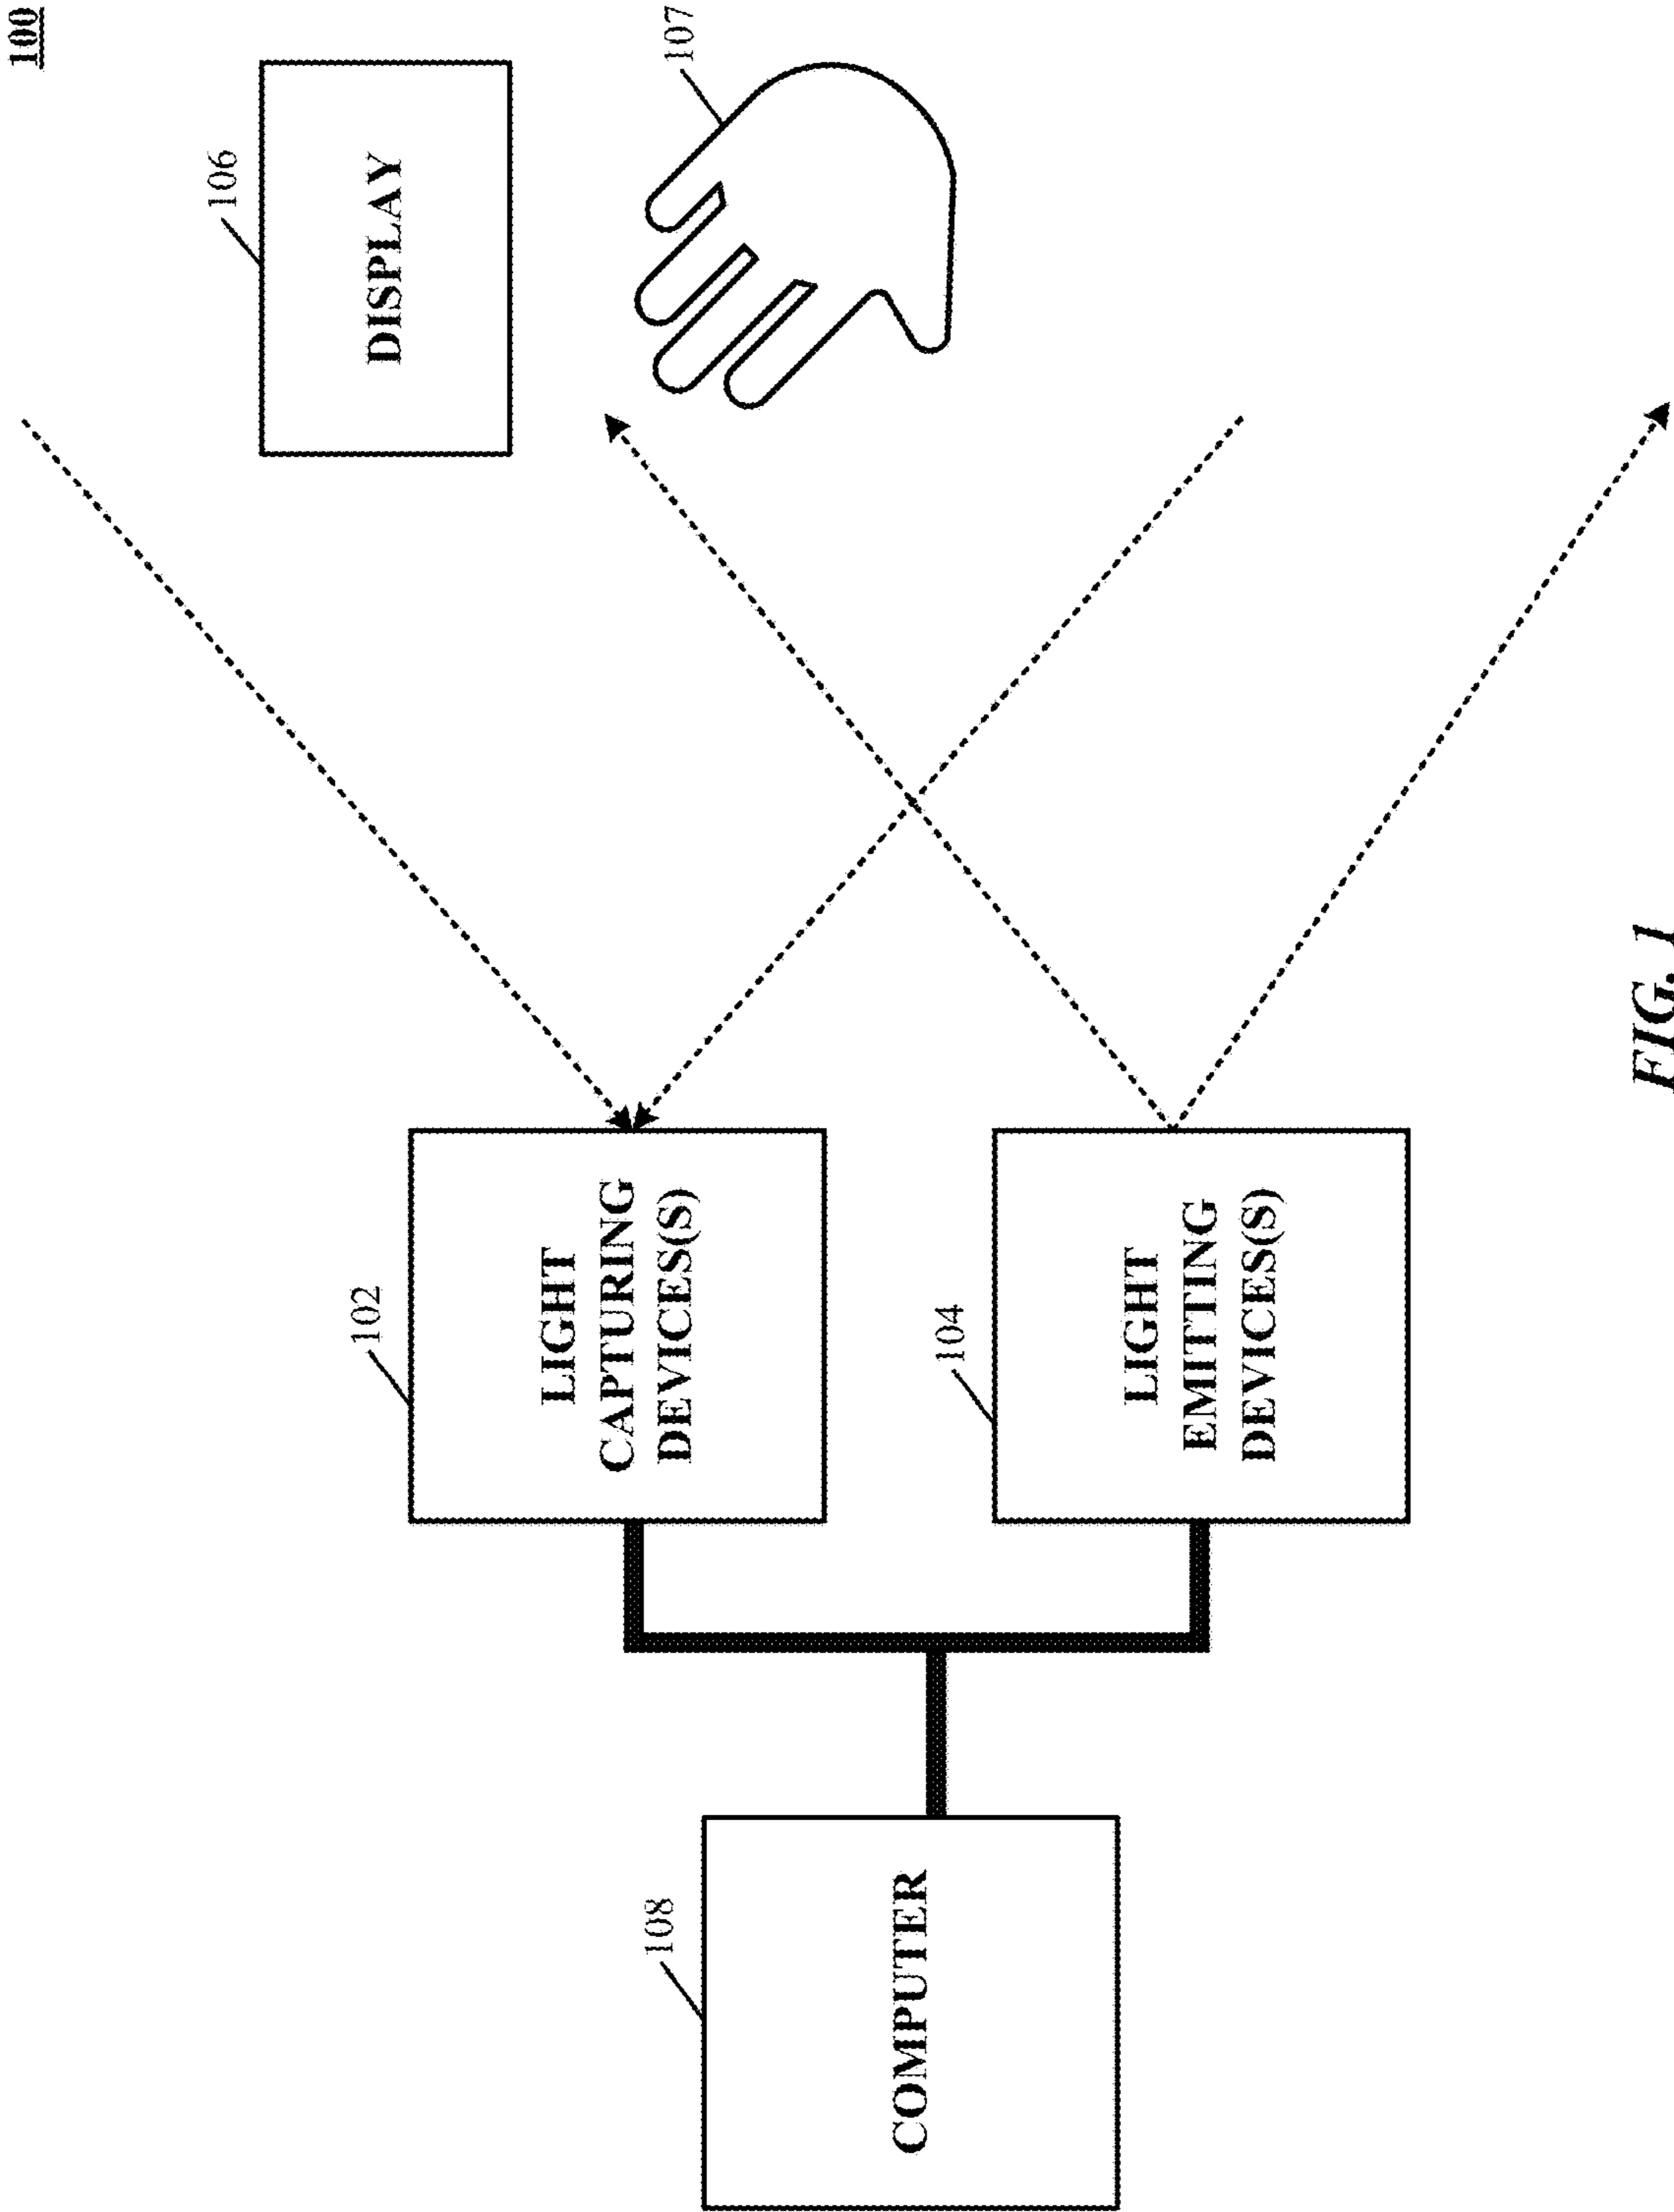 100
106
DISPLAY
107
102
LIGHT
CAPTURING
DEVICES(S)
104
LIGHT
EMITTING
DEVICES(S)
108
COMPUTER
FIG. 1